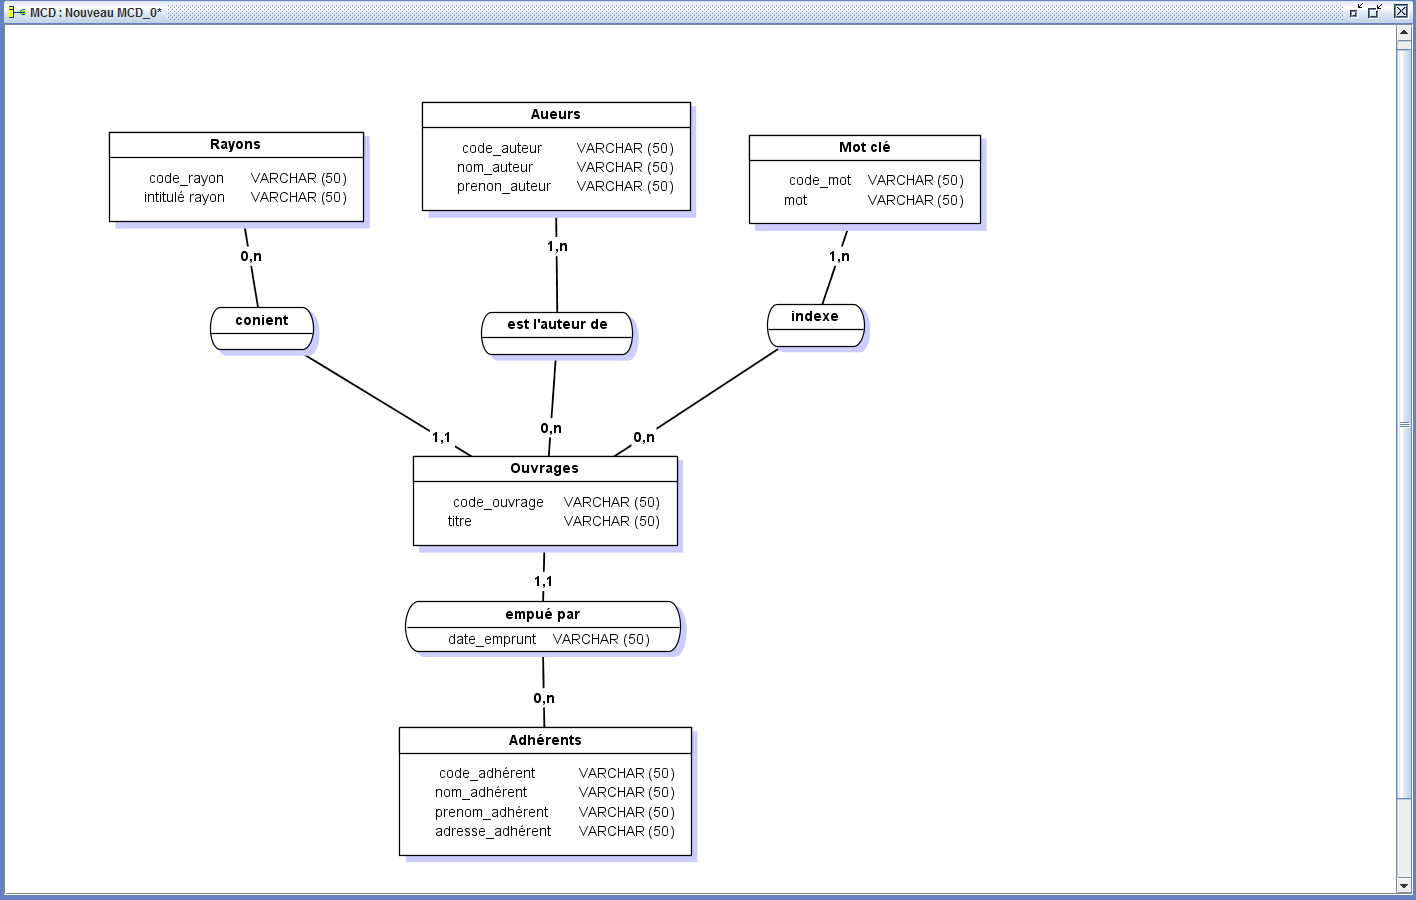 MCD : Nouveau MCD_0*
Rayons
code_rayon VARCHAR (50)
intitulé rayon VARCHAR (50)
Aueurs
code_auteur VARCHAR (50)
nom_auteur VARCHAR (50)
prenon_auteur VARCHAR (50)
Mot clé
code_mot VARCHAR (50)
mot VARCHAR (50)
0,n
1,n
1,n
conient
est l'auteur de
indexe
1,1
0,n
0,n
Ouvrages
code_ouvrage VARCHAR (50)
titre VARCHAR (50)
1,1
empué par
date_emprunt VARCHAR (50)
0,n
Adhérents
code_adhérent VARCHAR (50)
nom_adhérent VARCHAR (50)
prenom_adhérent VARCHAR (50)
adresse_adhérent VARCHAR (50)